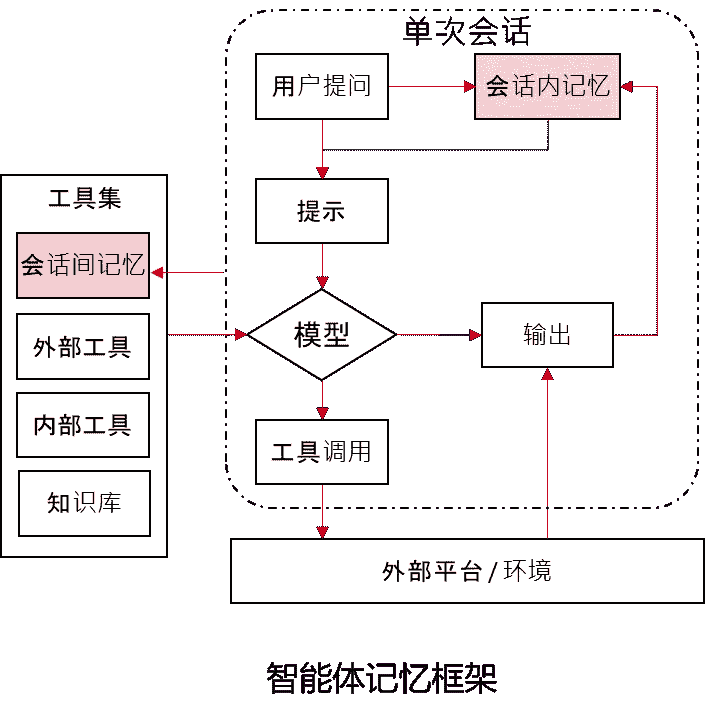 单次会话
用户提问
会话内记忆
工具集
提示
会话间记忆
外部工具
模型
输出
内部工具
工具调用
知识库
外部平台 / 环境
智能体记忆框架